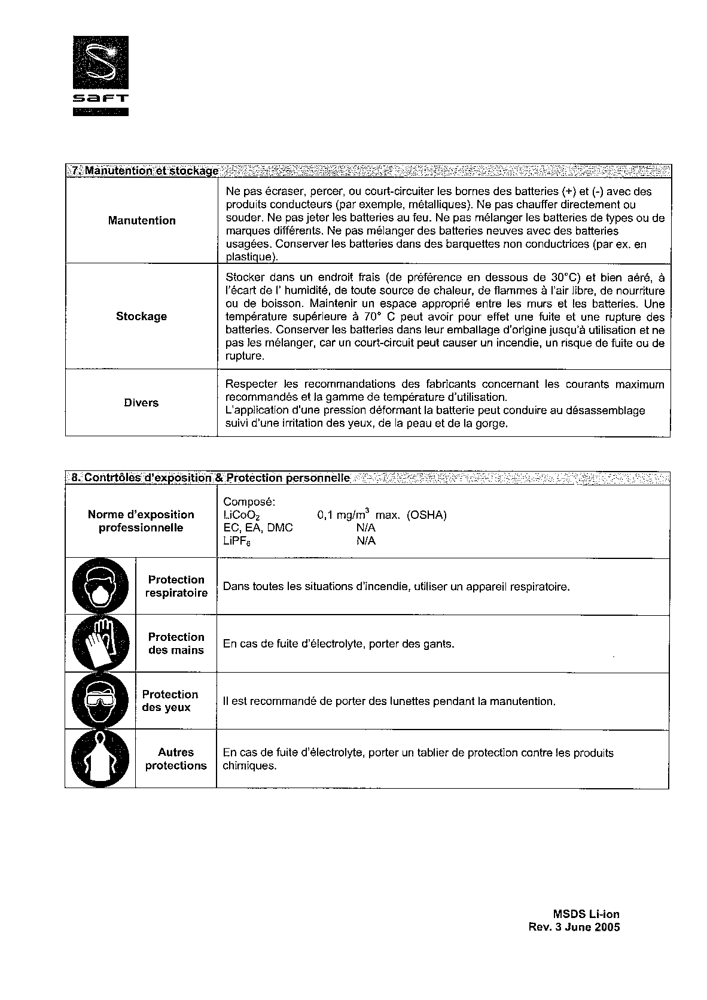 saFT
7. Manutention et stockage
Manutention
Ne pas écraser, percer, ou court-circuiter les bornes des batteries (+) et (-) avec des
produits conducteurs (par exemple, métalliques). Ne pas chauffer directement ou
souder. Ne pas jeter les batteries au feu. Ne pas mélanger les batteries de types ou de
marques différents. Ne pas mélanger des batteries neuves avec des batteries
usagées. Conserver les batteries dans des barquettes non conductrices (par ex. en
plastique).
Stockage
Stocker dans un endroit frais (de préférence en dessous de 30°C) et bien aéré, à
l'écart de l' humidité, de toute source de chaleur, de flammes à l'air libre, de nourriture
ou de boisson. Maintenir un espace approprié entre les murs et les batteries. Une
température supérieure à 70° C peut avoir pour effet une fuite et une rupture des
batteries. Conserver les batteries dans leur emballage d'origine jusqu'à utilisation et ne
pas les mélanger, car un court-circuit peut causer un incendie, un risque de fuite ou de
rupture.
Divers
Respecter les recommandations des fabricants concernant les courants maximum
recommandés et la gamme de température d'utilisation.
L'application d'une pression déformant la batterie peut conduire au désassemblage
suivi d'une irritation des yeux, de la peau et de la gorge.
8. Contrtôles d'exposition & Protection personnelle
Norme d'exposition
professionnelle
Composé:
LiCoO₂ 0,1 mg/m³ max. (OSHA)
EC, EA, DMC N/A
LiPF₆ N/A
Protection
respiratoire
Dans toutes les situations d'incendie, utiliser un appareil respiratoire.
Protection
des mains
En cas de fuite d'électrolyte, porter des gants.
Protection
des yeux
Il est recommandé de porter des lunettes pendant la manutention.
Autres
protections
En cas de fuite d'électrolyte, porter un tablier de protection contre les produits
chimiques.
MSDS Li-ion
Rev. 3 June 2005